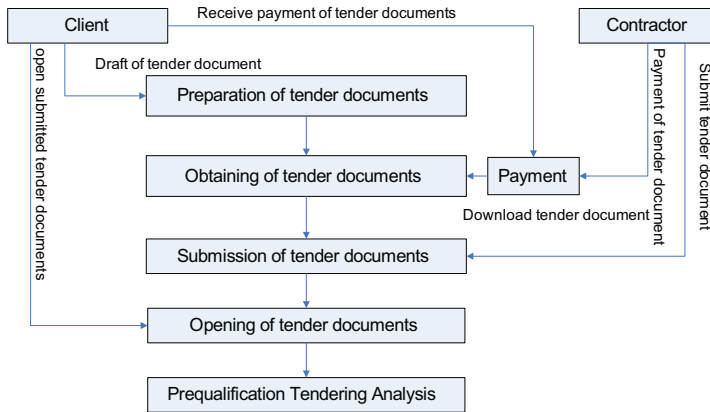 Receive payment of tender documents
Client
Contractor
open submitted tender documents
Draft of tender document
Payment of tender document
Submit tender document
Preparation of tender documents
Obtaining of tender documents
Payment
Download tender document
Submission of tender documents
Opening of tender documents
Prequalification Tendering Analysis